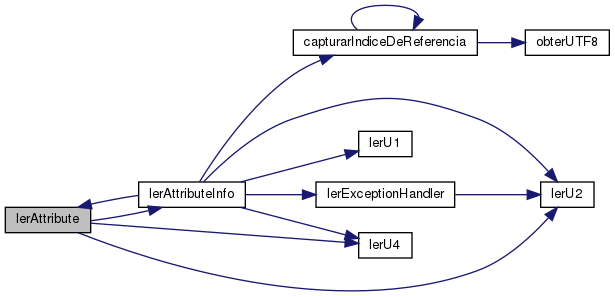 capturarIndiceDeReferencia
obterUTF8
lerU1
lerAttributeInfo
lerExceptionHandler
lerU2
lerAttribute
lerU4